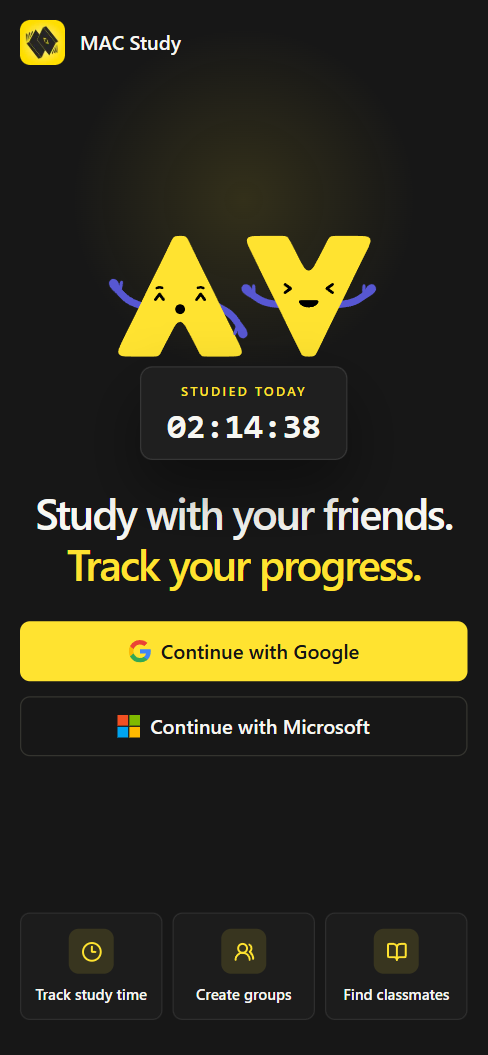 MAC Study
STUDIED TODAY
02:14:38
Study with your friends.
Track your progress.
Continue with Google
Continue with Microsoft
Track study time
Create groups
Find classmates